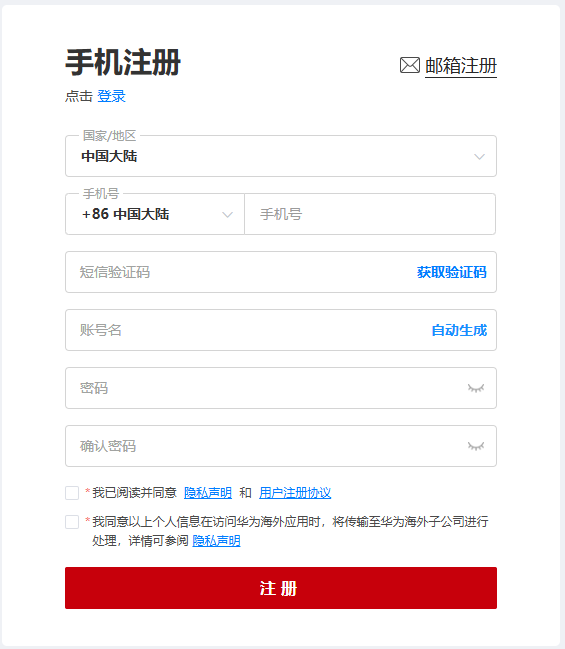 手机注册
邮箱注册
点击 登录
国家/地区
中国大陆
手机号
+86 中国大陆
手机号
短信验证码
获取验证码
账号名
自动生成
密码
确认密码
*我已阅读并同意 隐私声明 和 用户注册协议
*我同意以上个人信息在访问华为海外应用时，将传输至华为海外子公司进行
处理，详情可参阅 隐私声明
注 册